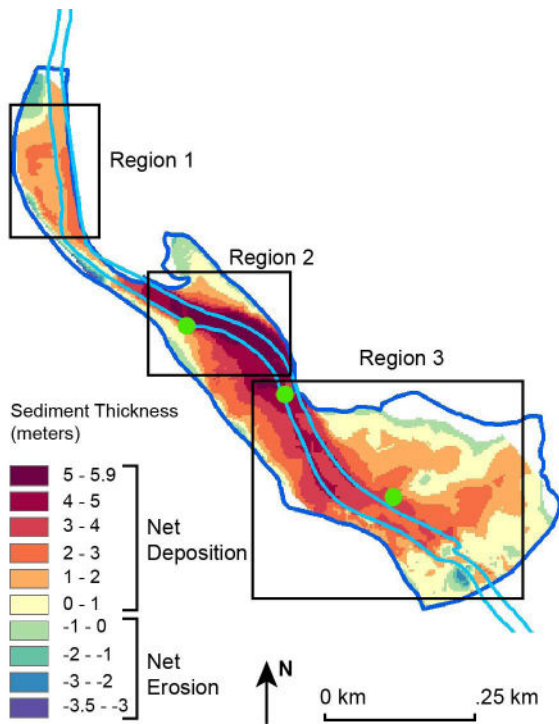 Region 1
Region 2
Region 3
Sediment Thickness
(meters)
5 - 5.9
4 - 5
3 - 4
2 - 3
1 - 2
0 - 1
-1 - 0
-2 - -1
-3 - -2
-3.5 - -3
Net
Deposition
Net
Erosion
N
0 km
.25 km